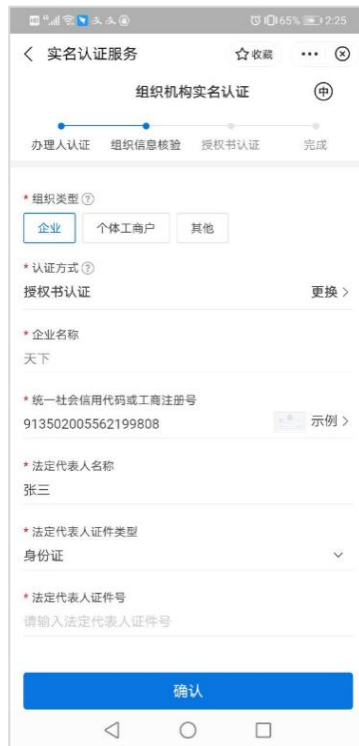 65% 2:25
实名认证服务 收藏
组织机构实名认证 中
办理人认证 组织信息核验 授权书认证 完成
* 组织类型 ?
企业 个体工商户 其他
* 认证方式 ?
授权书认证 更换
* 企业名称
天下
* 统一社会信用代码或工商注册号
913502005562199808 示例
* 法定代表人名称
张三
* 法定代表人证件类型
身份证
* 法定代表人证件号
请输入法定代表人证件号
确认